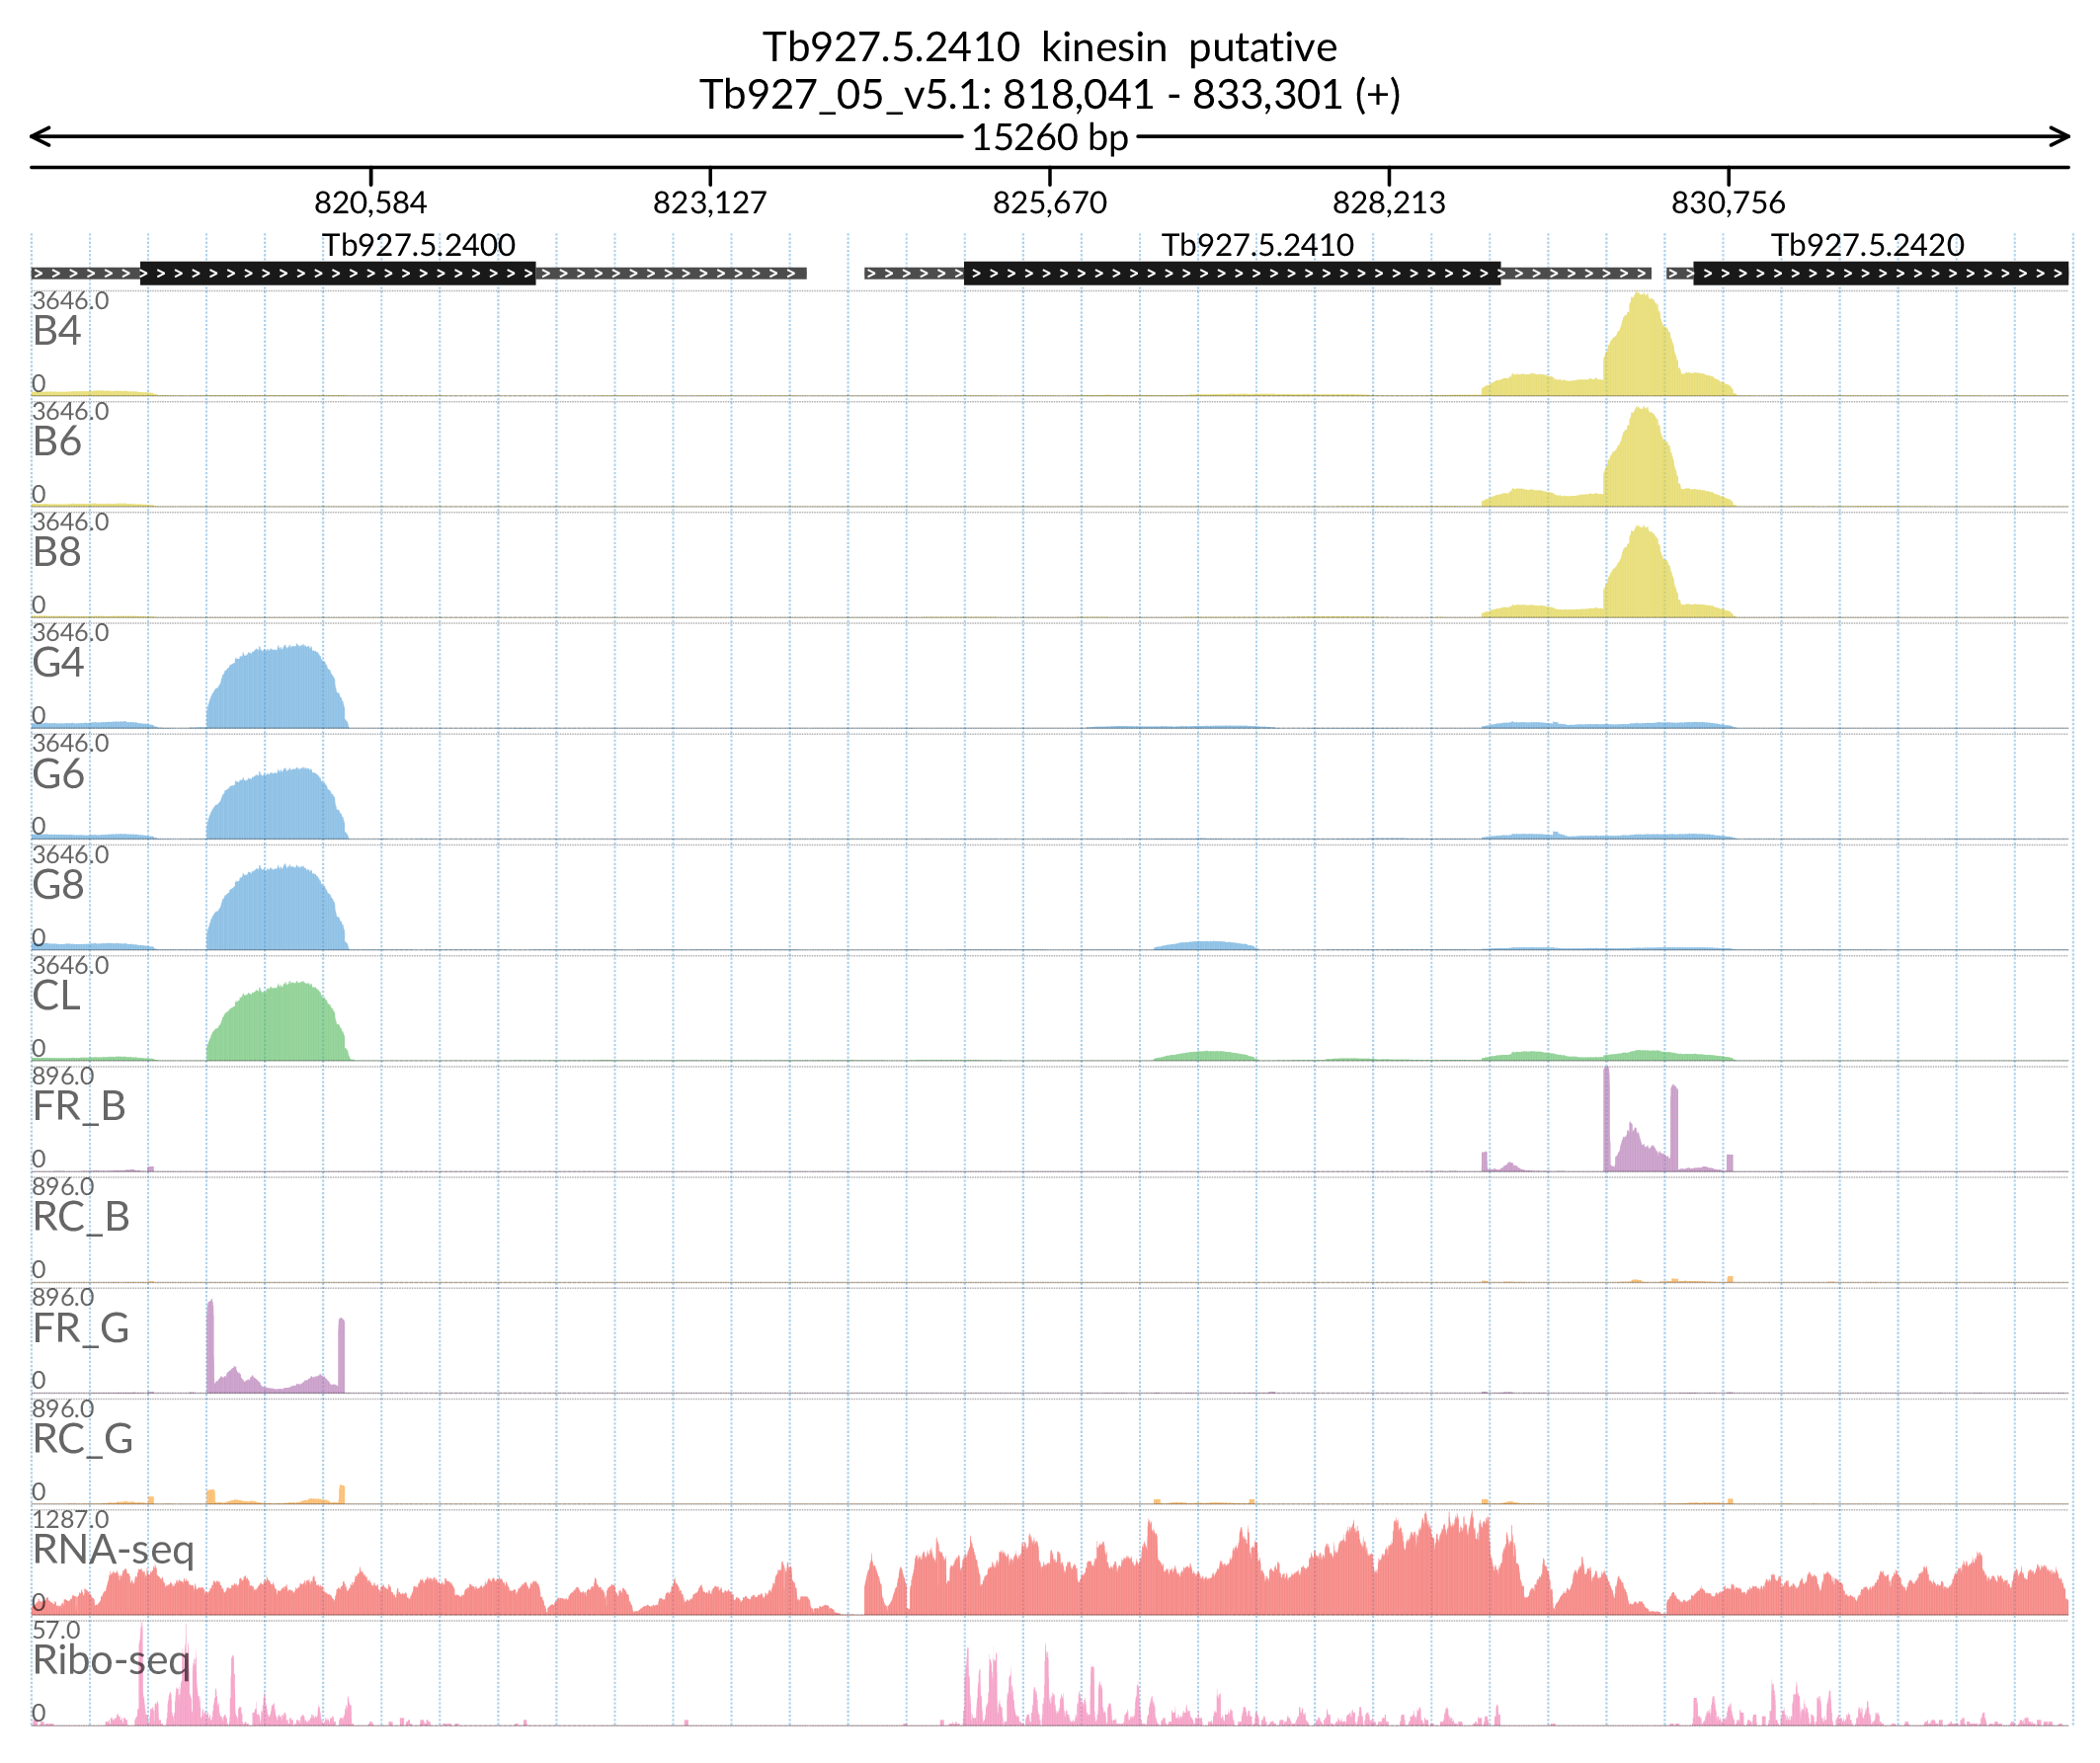 Tb927.5.2410 kinesin putative
Tb927_05_v5.1: 818,041 - 833,301 (+)
15260 bp
820,584 823,127 825,670 828,213 830,756
Tb927.5.2400 Tb927.5.2410 Tb927.5.2420
3646.0
B4
0
3646.0
B6
0
3646.0
B8
0
3646.0
G4
0
3646.0
G6
0
3646.0
G8
0
3646.0
CL
0
896.0
FR_B
0
896.0
RC_B
0
896.0
FR_G
0
896.0
RC_G
0
1287.0
RNA-seq
0
57.0
Ribo-seq
0